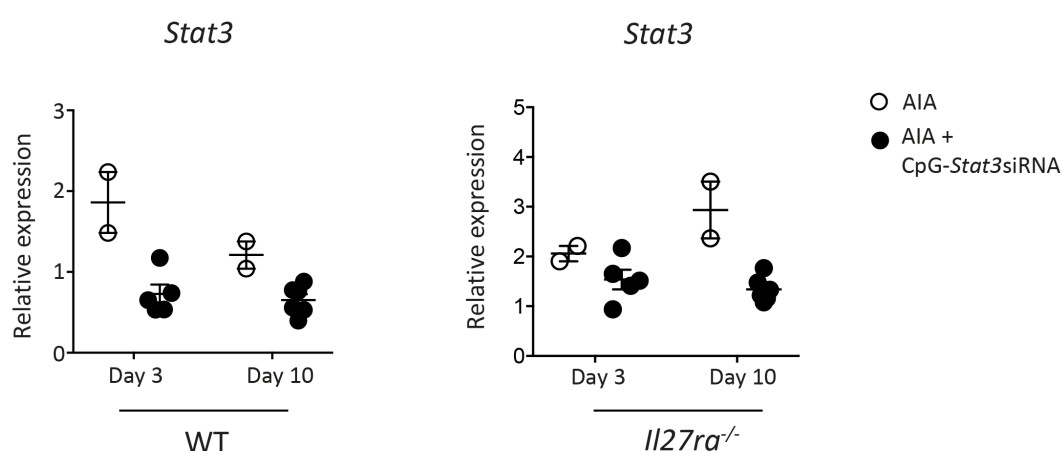 Stat3
Relative expression
3
2
1
0
Day 3 Day 10
WT
Stat3
Relative expression
5
4
3
2
1
0
Day 3 Day 10
Il27ra-/-
AIA
AIA +
CpG-Stat3siRNA